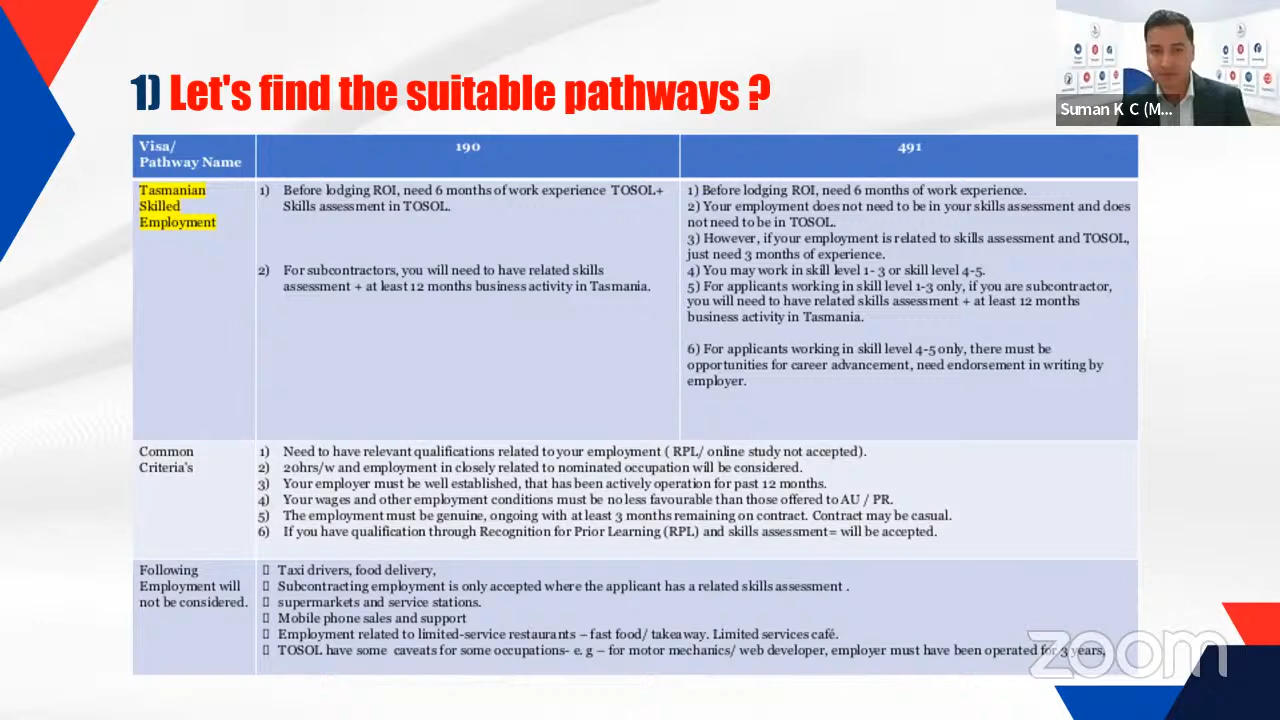 1) Let's find the suitable pathways ?
Suman K C (M...
Visa/
Pathway Name
190
491
Tasmanian
Skilled
Employment
1) Before lodging ROI, need 6 months of work experience TOSOL+
Skills assessment in TOSOL.
2) For subcontractors, you will need to have related skills
assessment + at least 12 months business activity in Tasmania.
1) Before lodging ROI, need 6 months of work experience.
2) Your employment does not need to be in your skills assessment and does
not need to be in TOSOL.
3) However, if your employment is related to skills assessment and TOSOL,
just need 3 months of experience.
4) You may work in skill level 1- 3 or skill level 4-5.
5) For applicants working in skill level 1-3 only, if you are subcontractor,
you will need to have related skills assessment + at least 12 months
business activity in Tasmania.
6) For applicants working in skill level 4-5 only, there must be
opportunities for career advancement, need endorsement in writing by
employer.
Common
Criteria's
1) Need to have relevant qualifications related to your employment ( RPL/ online study not accepted).
2) 20hrs/w and employment in closely related to nominated occupation will be considered.
3) Your employer must be well established, that has been actively operation for past 12 months.
4) Your wages and other employment conditions must be no less favourable than those offered to AU / PR.
5) The employment must be genuine, ongoing with at least 3 months remaining on contract. Contract may be casual.
6) If you have qualification through Recognition for Prior Learning (RPL) and skills assessment= will be accepted.
Following
Employment will
not be considered.
Taxi drivers, food delivery,
Subcontracting employment is only accepted where the applicant has a related skills assessment .
supermarkets and service stations.
Mobile phone sales and support
Employment related to limited-service restaurants – fast food/ takeaway. Limited services café.
TOSOL have some caveats for some occupations- e. g – for motor mechanics/ web developer, employer must have been operated for 3 years,
zoom